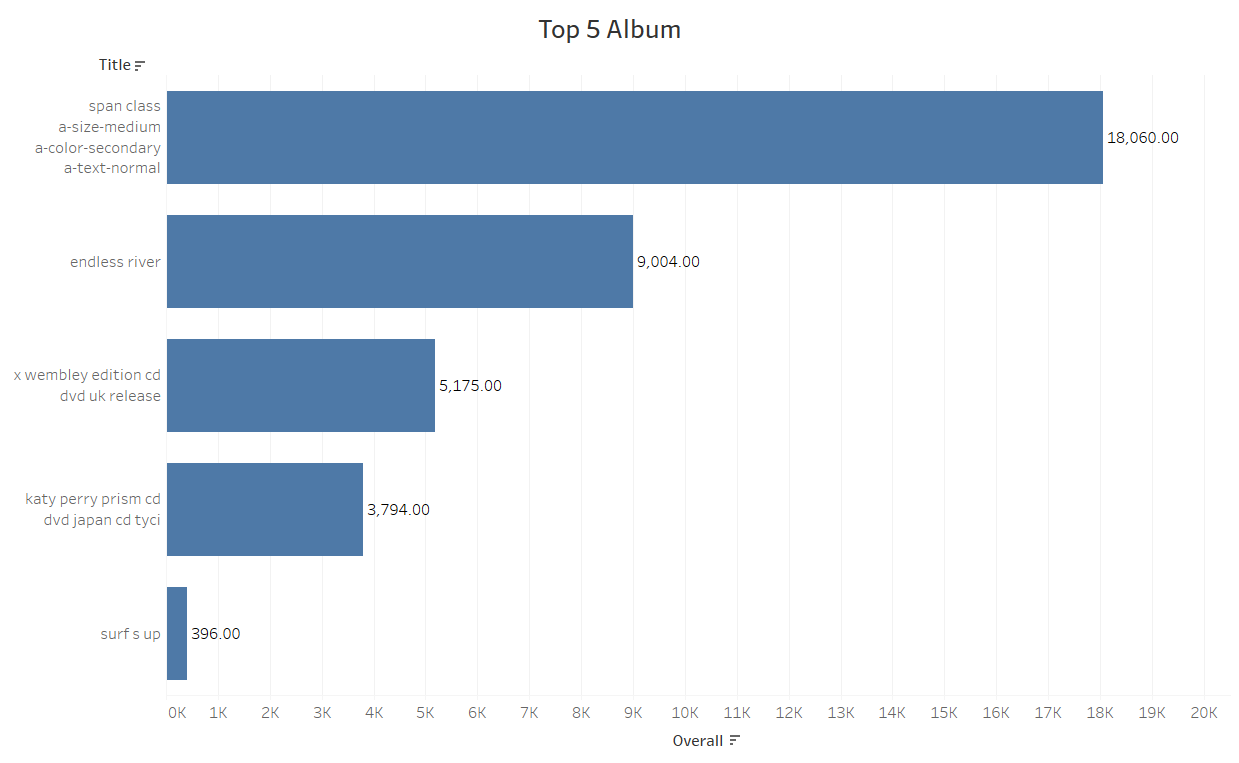 Top 5 Album
Title
span class
a-size-medium
a-color-secondary
a-text-normal
18,060.00
endless river
9,004.00
x wembley edition cd
dvd uk release
5,175.00
katy perry prism cd
dvd japan cd tyci
3,794.00
surf s up
396.00
0K 1K 2K 3K 4K 5K 6K 7K 8K 9K 10K 11K 12K 13K 14K 15K 16K 17K 18K 19K 20K
Overall